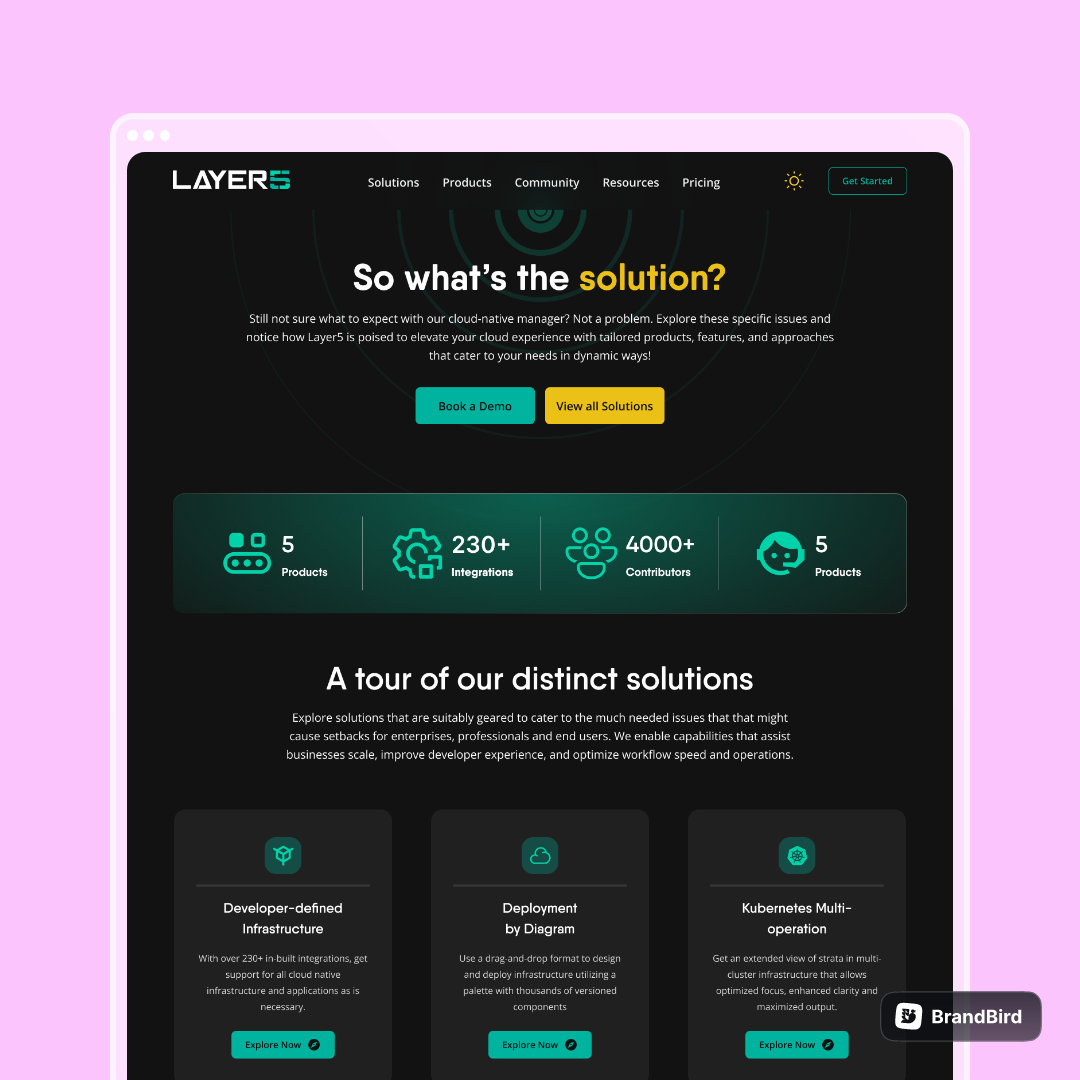 LAYER5
Solutions Products Community Resources Pricing
Get Started
So what's the solution?
Still not sure what to expect with our cloud-native manager? Not a problem. Explore these specific issues and
notice how Layer5 is poised to elevate your cloud experience with tailored products, features, and approaches
that cater to your needs in dynamic ways!
Book a Demo
View all Solutions
5
Products
230+
Integrations
4000+
Contributors
5
Products
A tour of our distinct solutions
Explore solutions that are suitably geared to cater to the much needed issues that that might
cause setbacks for enterprises, professionals and end users. We enable capabilities that assist
businesses scale, improve developer experience, and optimize workflow speed and operations.
Developer-defined
Infrastructure
With over 230+ in-built integrations, get
support for all cloud native
infrastructure and applications as is
necessary.
Explore Now
Deployment
by Diagram
Use a drag-and-drop format to design
and deploy infrastructure utilizing a
palette with thousands of versioned
components
Explore Now
Kubernetes Multi-
operation
Get an extended view of strata in multi-
cluster infrastructure that allows
optimized focus, enhanced clarity and
maximized output.
Explore Now
BrandBird